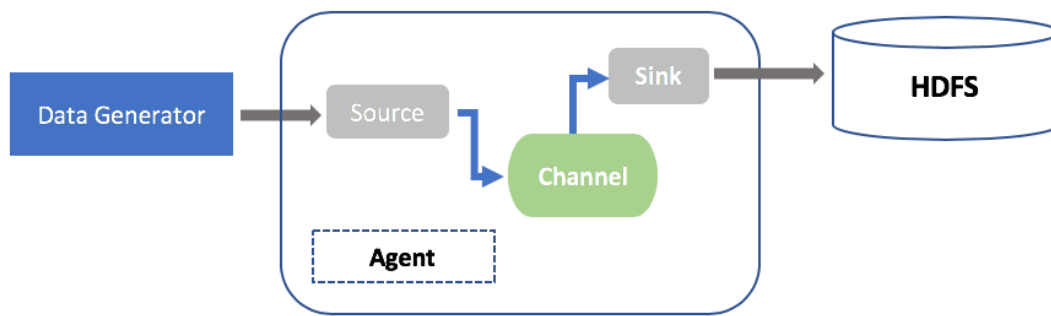 Data Generator
Source
Channel
Sink
HDFS
Agent